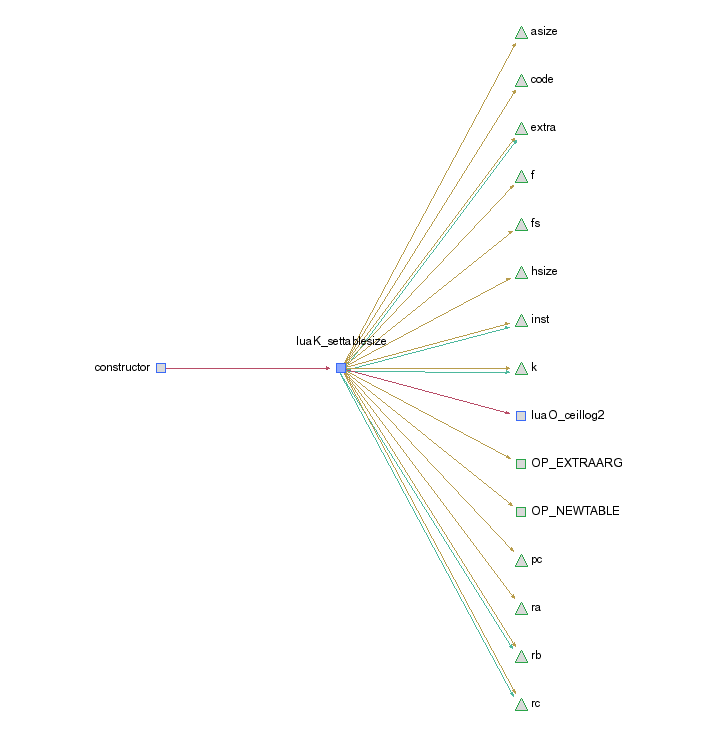 asize
code
extra
f
fs
hsize
inst
luaK_settablesize
constructor
k
luaO_ceillog2
OP_EXTRAARG
OP_NEWTABLE
pc
ra
rb
rc